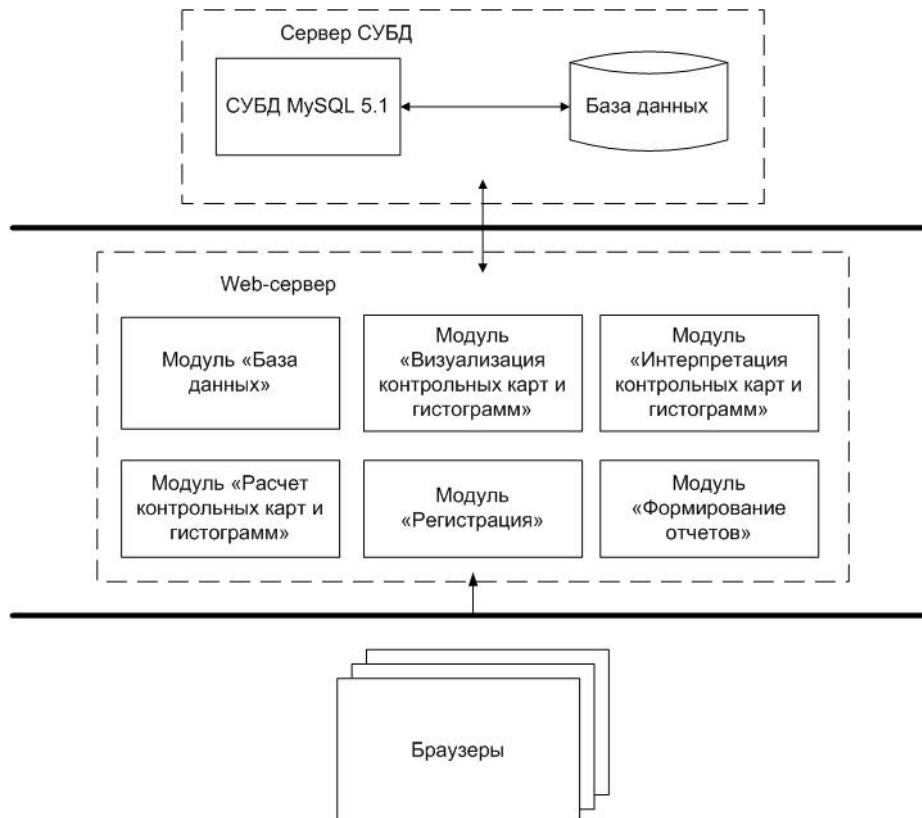 Сервер СУБД
СУБД MySQL 5.1
База данных
Web-сервер
Модуль «База
данных»
Модуль
«Визуализация
контрольных карт и
гистограмм»
Модуль
«Интерпретация
контрольных карт и
гистограмм»
Модуль «Расчет
контрольных карт и
гистограмм»
Модуль
«Регистрация»
Модуль
«Формирование
отчетов»
Браузеры